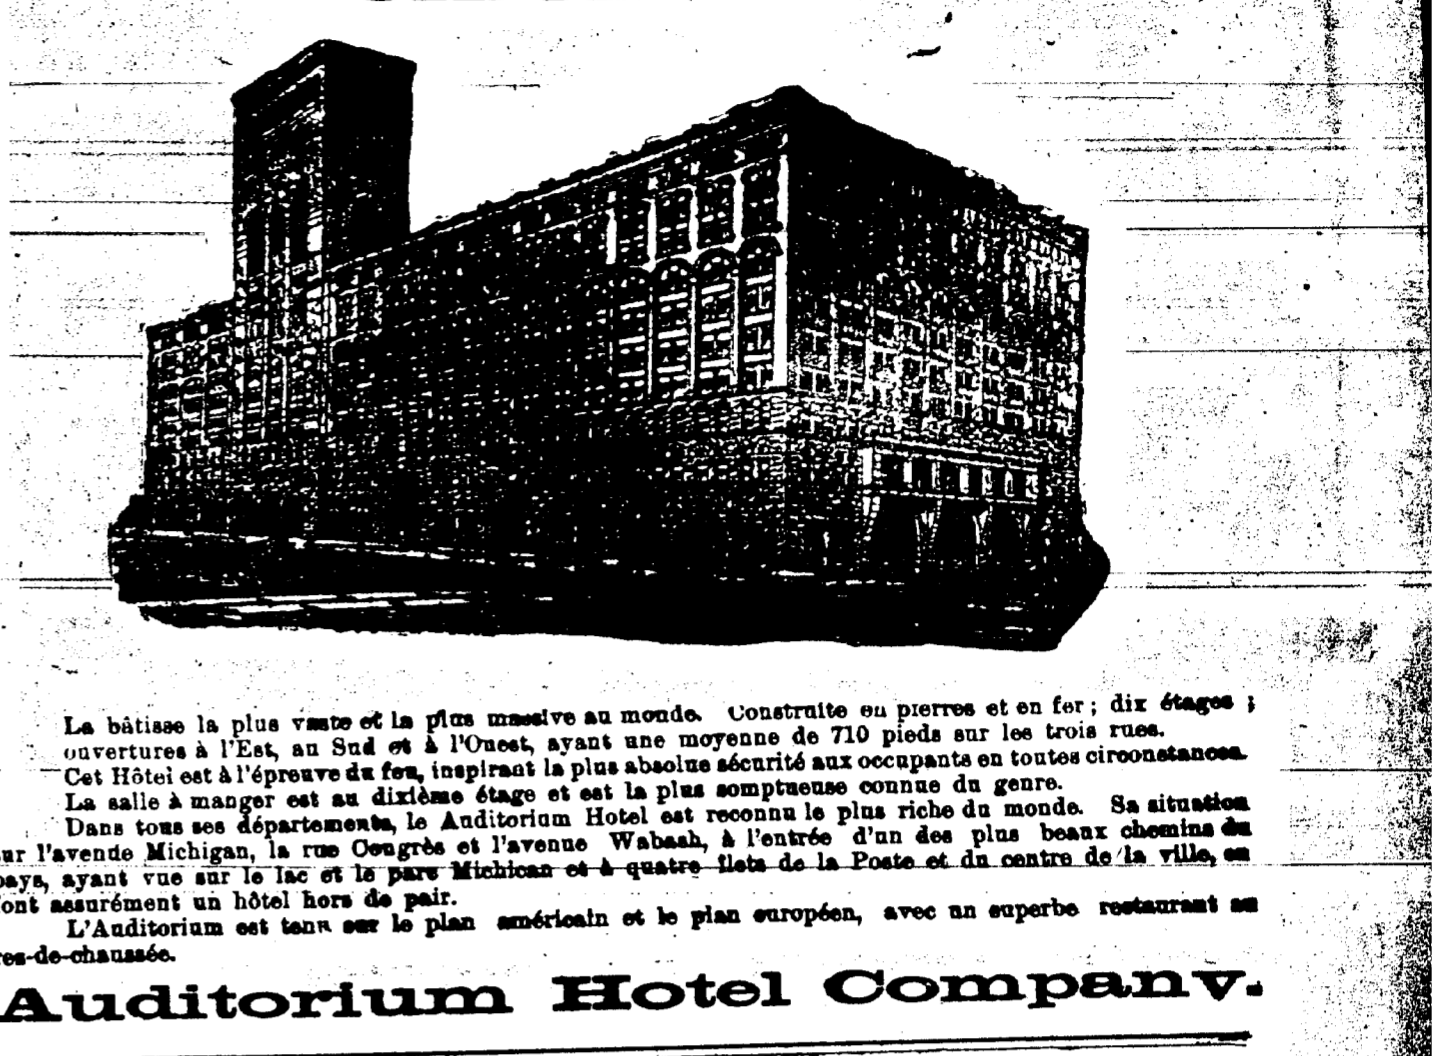 La bâtisse la plus vaste et la plus massive au monde. Construite en pierres et en fer ; dix étages ;
ouvertures à l'Est, au Sud et à l'Ouest, ayant une moyenne de 710 pieds sur les trois rues.
Cet Hôtel est à l'épreuve du feu, inspirant la plus absolue sécurité aux occupants en toutes circonstances.
La salle à manger est au dixième étage et est la plus somptueuse connue du genre.
Dans tous ses départements, le Auditorium Hotel est reconnu le plus riche du monde. Sa situation
sur l'avenue Michigan, la rue Congrès et l'avenue Wabash, à l'entrée d'un des plus beaux chemins du
pays, ayant vue sur le lac et le parc Michigan et à quatre ilets de la Poste et du centre de la ville, en
font assurément un hôtel hors de pair.
L'Auditorium est tenu sur le plan américain et le plan européen, avec un superbe restaurant au
res-de-chaussée.
Auditorium Hotel Company.